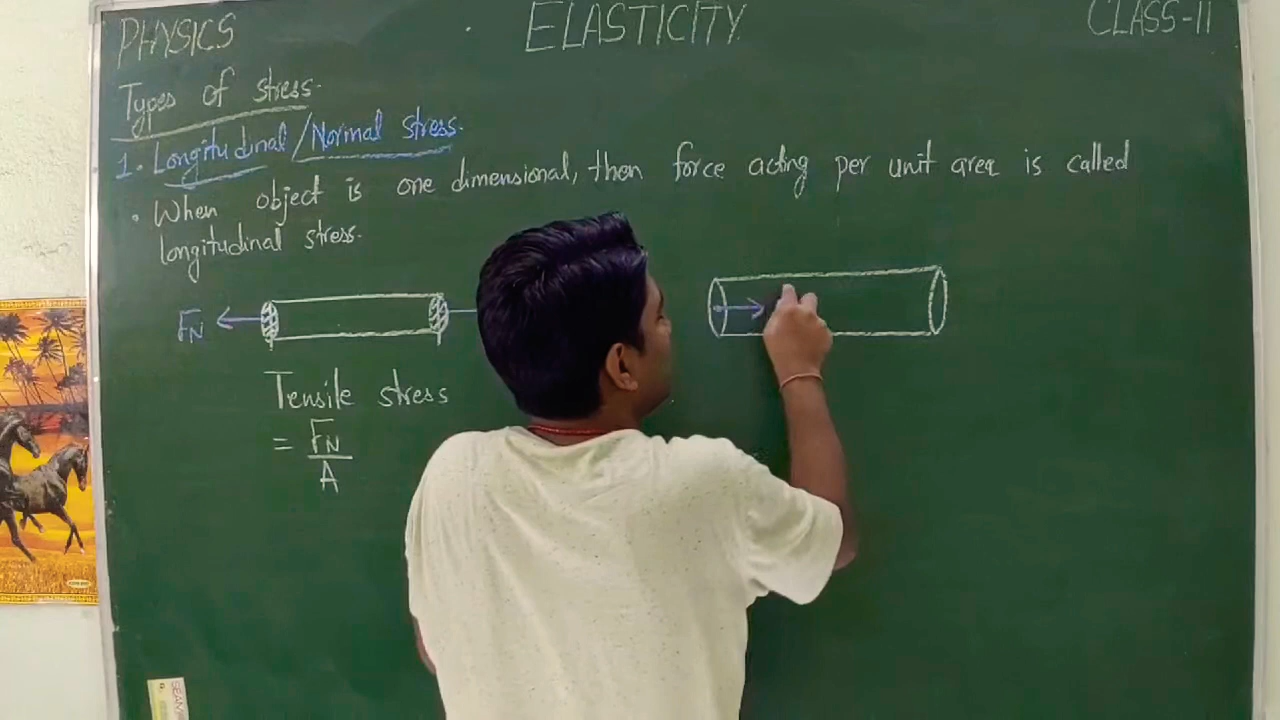 PHYSICS ELASTICITY CLASS-11
Types of stress.
1. Longitudinal/Normal stress.
• When object is one dimensional, then force acting per unit area is called
longitudinal stress.
FN
Tensile stress
= FN
A